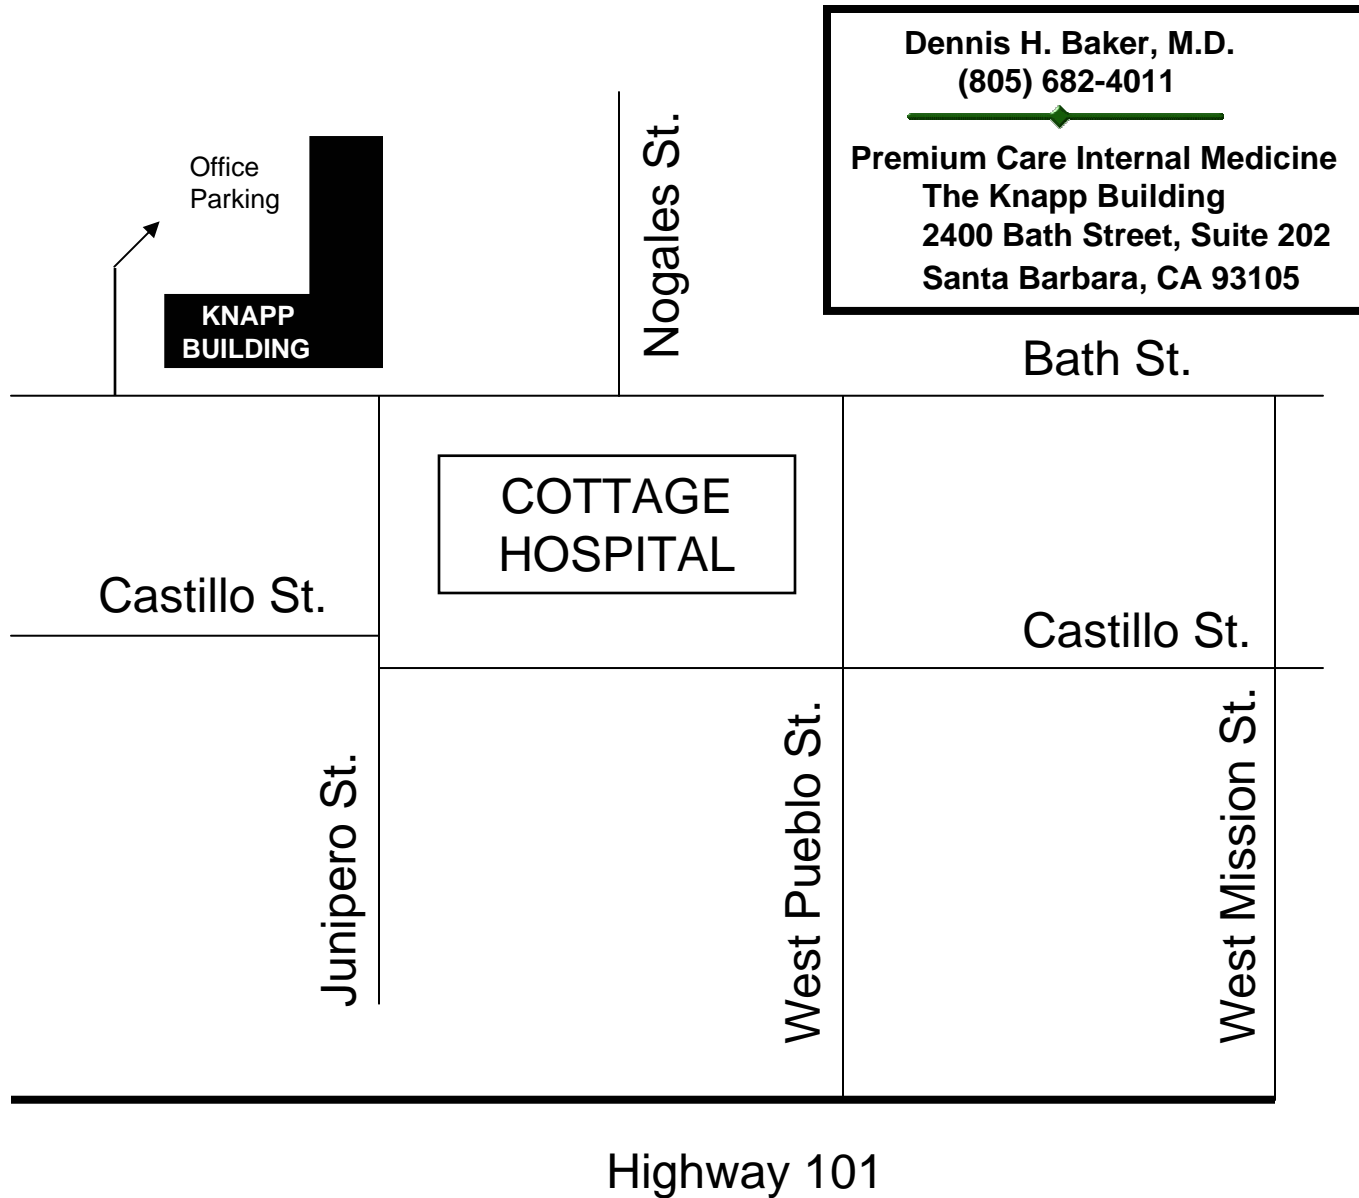 Dennis H. Baker, M.D.
(805) 682-4011
Premium Care Internal Medicine
The Knapp Building
2400 Bath Street, Suite 202
Santa Barbara, CA 93105
Office
Parking
KNAPP
BUILDING
Nogales St.
Bath St.
COTTAGE
HOSPITAL
Castillo St.
Castillo St.
Junipero St.
West Pueblo St.
West Mission St.
Highway 101